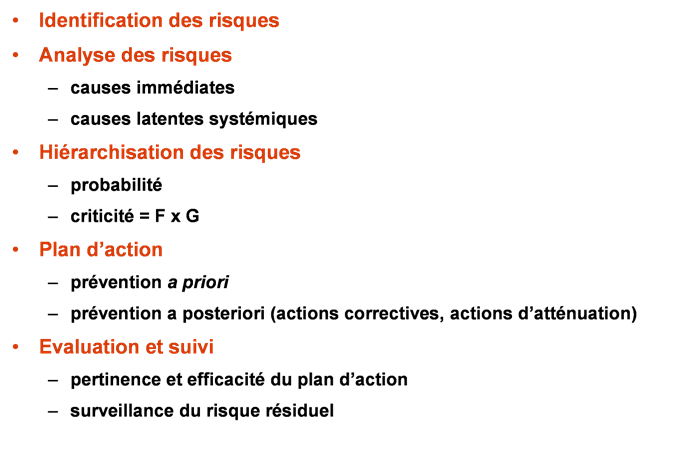 • Identification des risques
• Analyse des risques
– causes immédiates
– causes latentes systémiques
• Hiérarchisation des risques
– probabilité
– criticité = F x G
• Plan d’action
– prévention a priori
– prévention a posteriori (actions correctives, actions d’atténuation)
• Evaluation et suivi
– pertinence et efficacité du plan d’action
– surveillance du risque résiduel